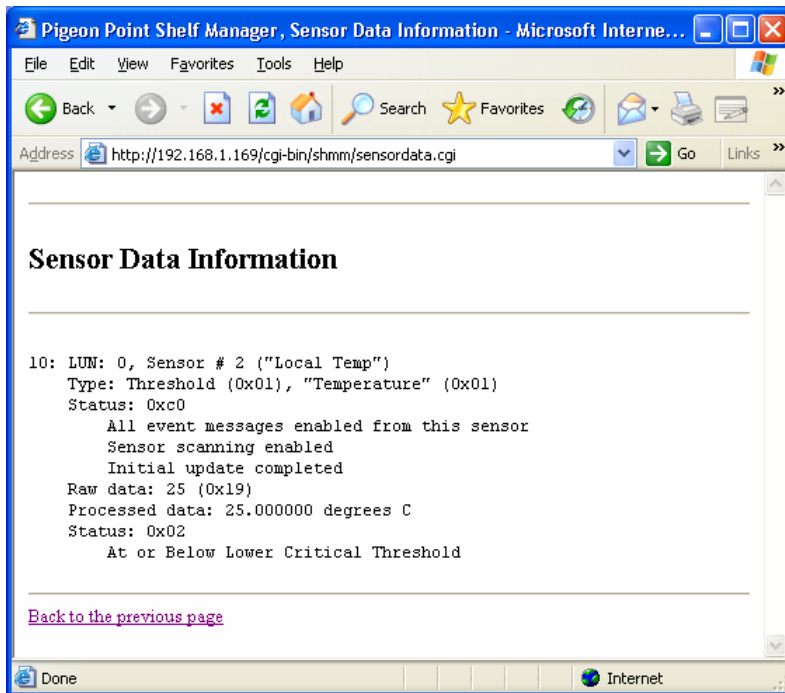 Pigeon Point Shelf Manager, Sensor Data Information - Microsoft Interne...
File Edit View Favorites Tools Help
Back Search Favorites »
Address http://192.168.1.169/cgi-bin/shmm/sensordata.cgi Go Links »
Sensor Data Information
10: LUN: 0, Sensor # 2 ("Local Temp")
Type: Threshold (0x01), "Temperature" (0x01)
Status: 0xc0
All event messages enabled from this sensor
Sensor scanning enabled
Initial update completed
Raw data: 25 (0x19)
Processed data: 25.000000 degrees C
Status: 0x02
At or Below Lower Critical Threshold
Back to the previous page
Done Internet